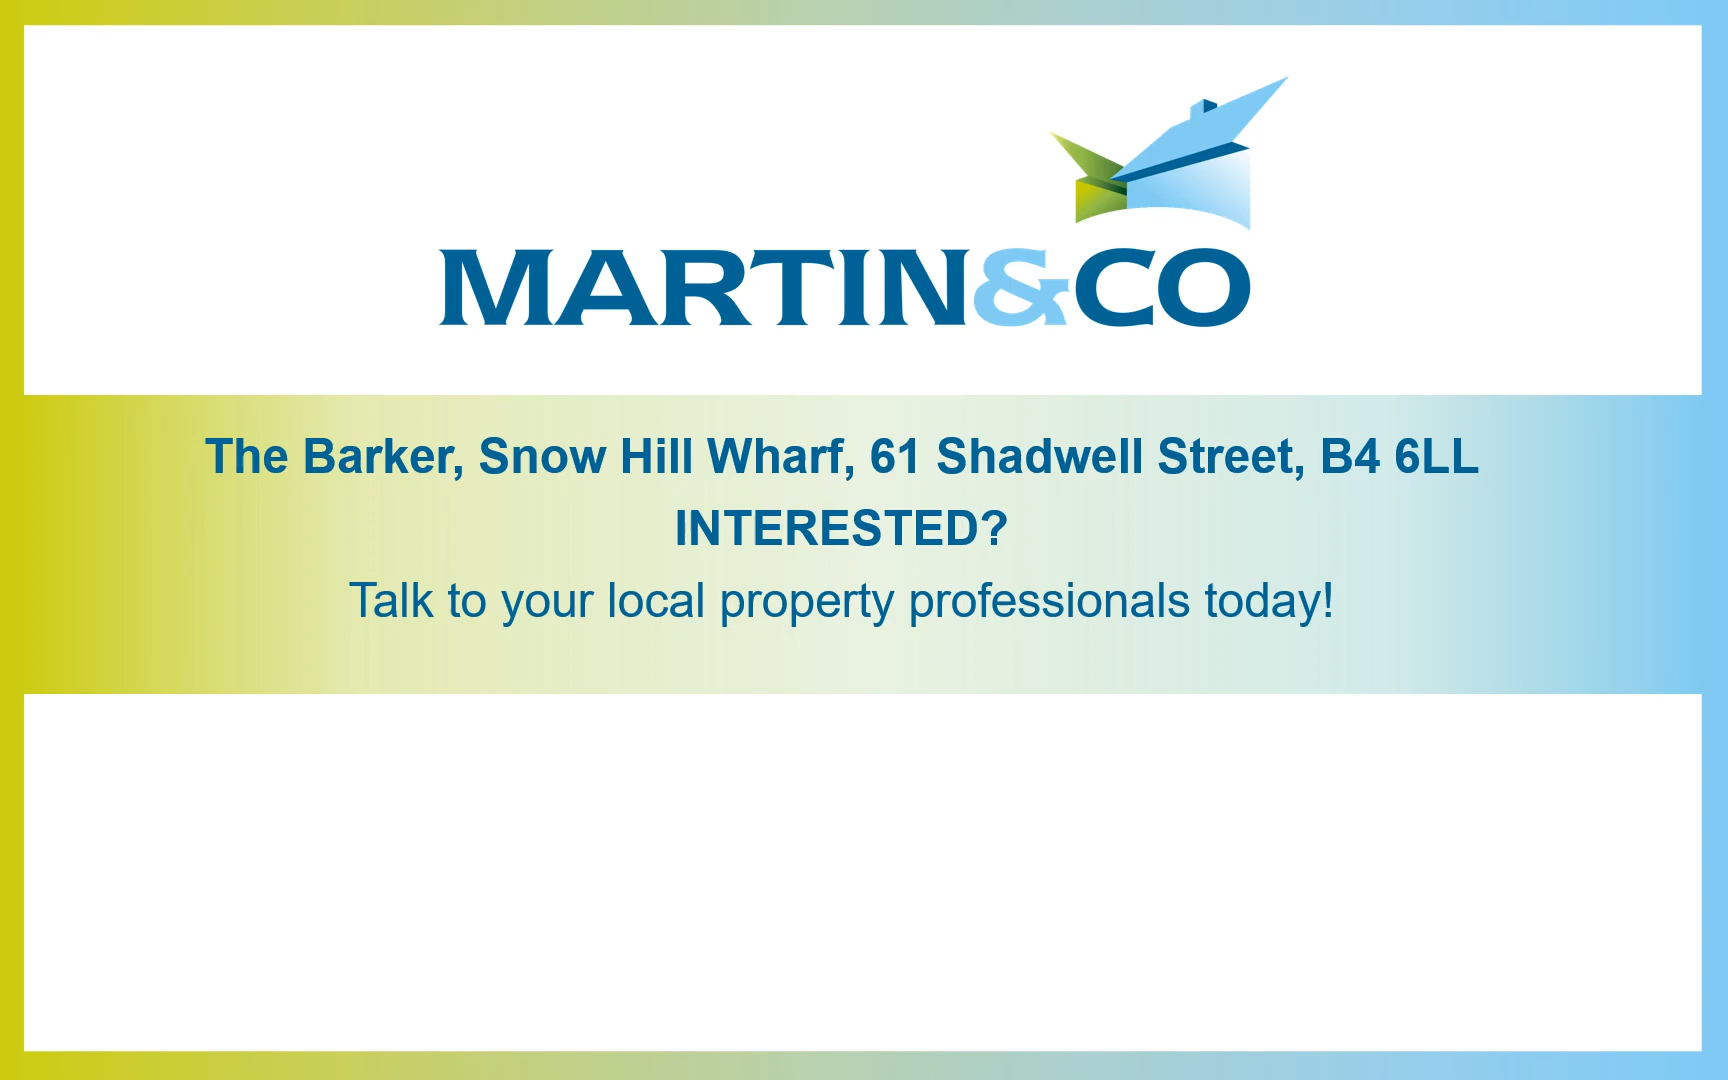 MARTIN&CO
The Barker, Snow Hill Wharf, 61 Shadwell Street, B4 6LL
INTERESTED?
Talk to your local property professionals today!